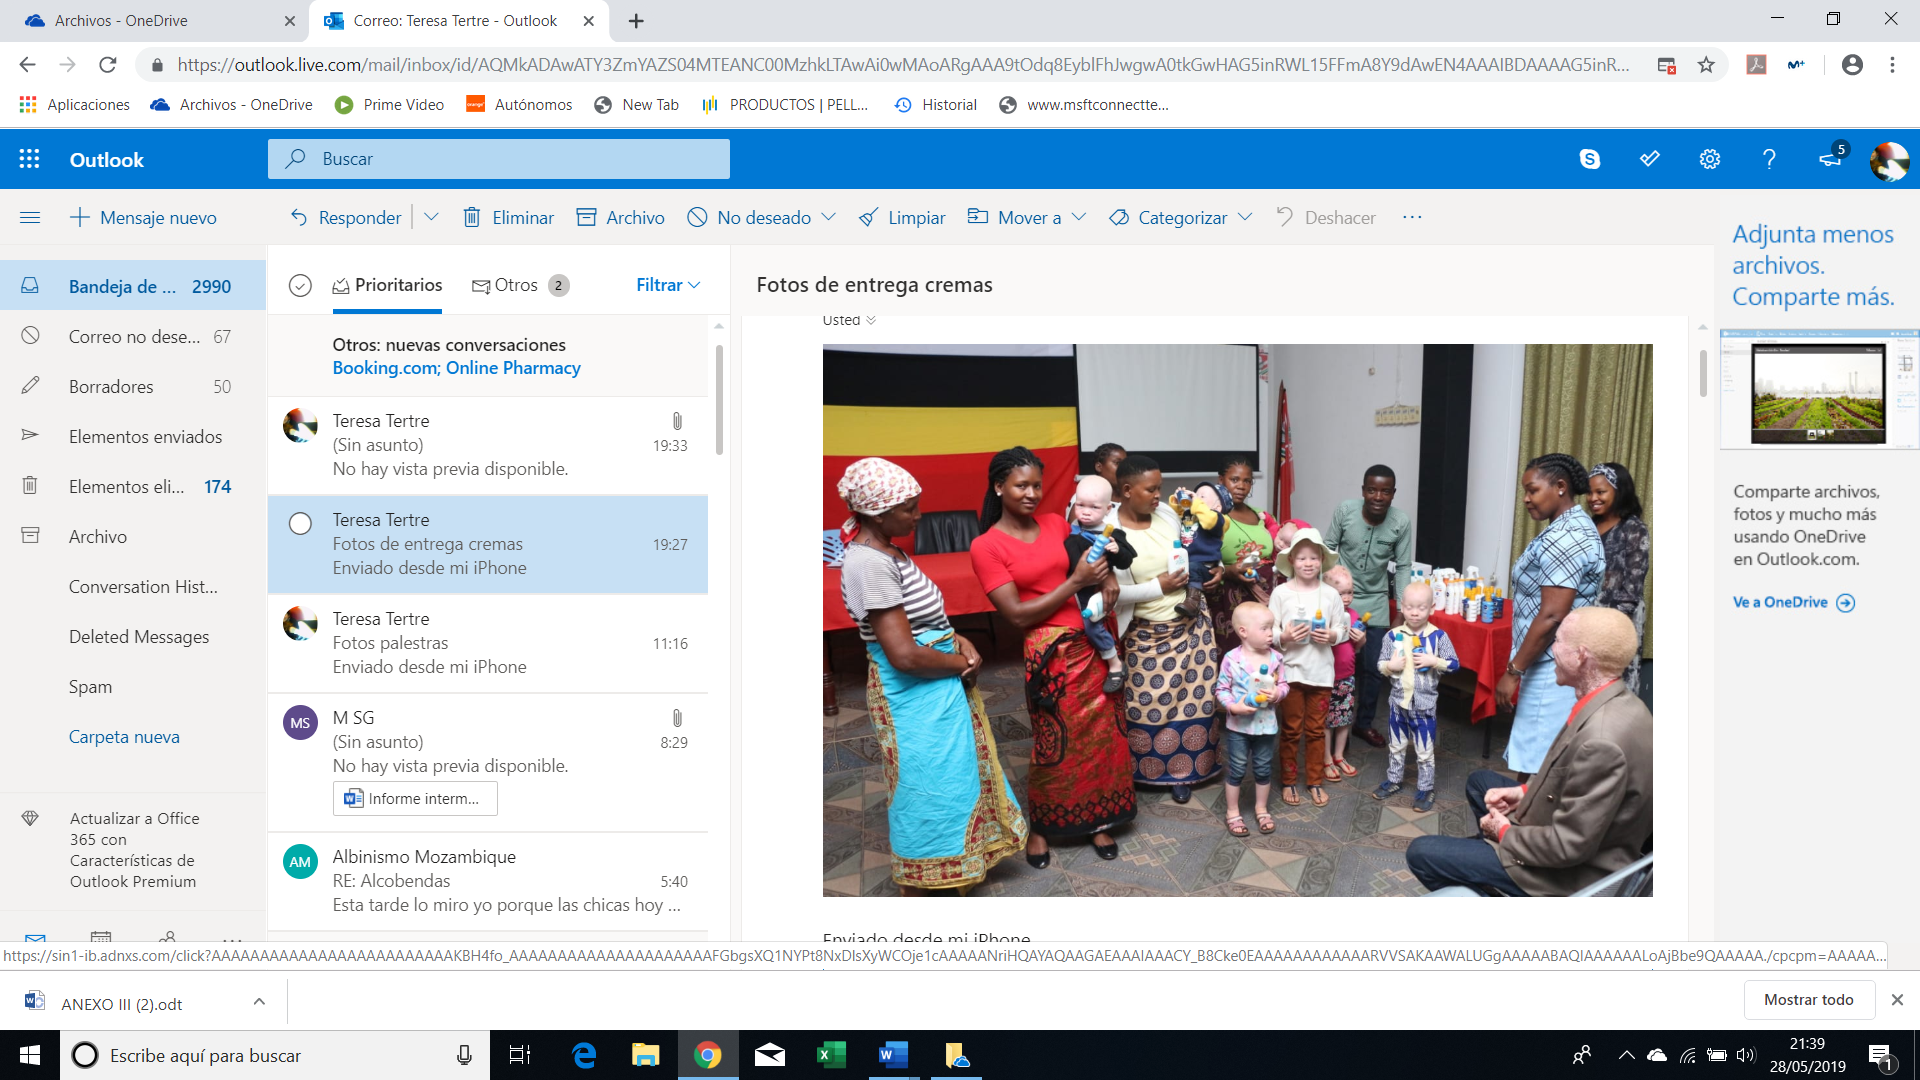 Archivos - OneDrive
Correo: Teresa Tertre - Outlook
https://outlook.live.com/mail/inbox/id/AQMkADAwATY3ZmYAZS04MTEANC00MzhkLTAwAi0wMAoARgAAA9tOdq8EyblFhJwgwA0tkGwHAG5inRWL15FFmA8Y9dAwEN4AAAIBDAAAAG5inR...
Aplicaciones
Archivos - OneDrive
Prime Video
Autónomos
New Tab
PRODUCTOS | PELL...
Historial
www.msftconnectte...
Outlook
Buscar
5
Mensaje nuevo
Responder
Eliminar
Archivo
No deseado
Limpiar
Mover a
Categorizar
Deshacer
Bandeja de ... 2990
Correo no dese... 67
Borradores 50
Elementos enviados
Elementos eli... 174
Archivo
Conversation Hist...
Deleted Messages
Spam
Carpeta nueva
Actualizar a Office
365 con
Características de
Outlook Premium
Prioritarios
Otros 2
Filtrar
Otros: nuevas conversaciones
Booking.com; Online Pharmacy
Teresa Tertre
(Sin asunto) 19:33
No hay vista previa disponible.
Teresa Tertre
Fotos de entrega cremas 19:27
Enviado desde mi iPhone
Teresa Tertre
Fotos palestras 11:16
Enviado desde mi iPhone
MS
M SG
(Sin asunto) 8:29
No hay vista previa disponible.
Informe interm...
AM
Albinismo Mozambique
RE: Alcobendas 5:40
Esta tarde lo miro yo porque las chicas hoy ...
Fotos de entrega cremas
Usted
Enviado desde mi iPhone
Adjunta menos
archivos.
Comparte más.
Comparte archivos,
fotos y mucho más
usando OneDrive
en Outlook.com.
Ve a OneDrive
ANEXO III (2).odt
Mostrar todo
Escribe aquí para buscar
21:39
28/05/2019
1